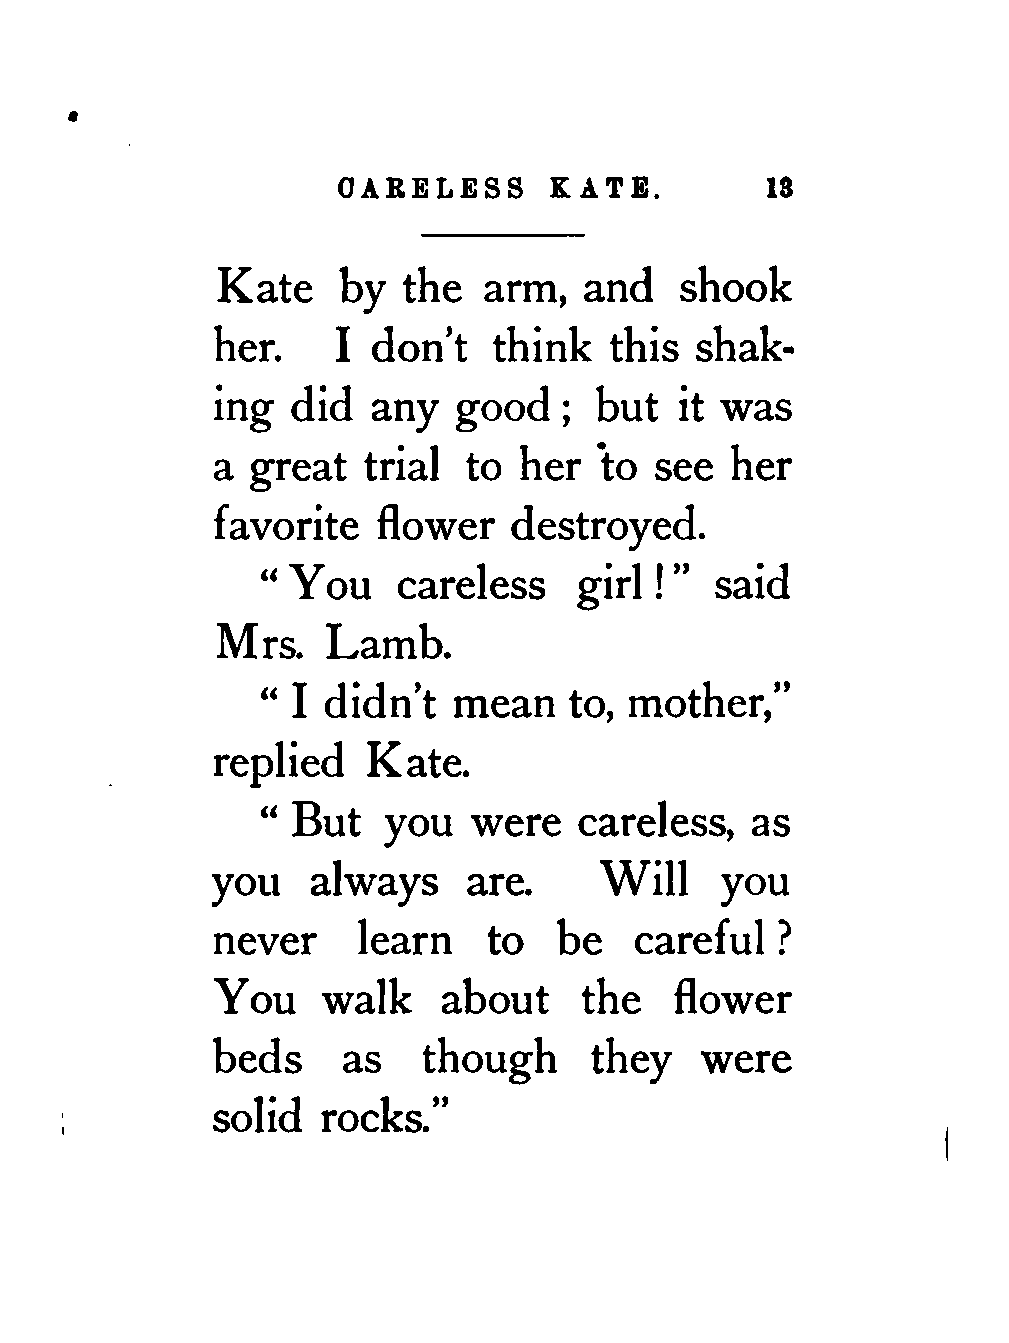 CARELESS KATE. 13
Kate by the arm, and shook
her. I don't think this shak-
ing did any good; but it was
a great trial to her to see her
favorite flower destroyed.
"You careless girl!" said
Mrs. Lamb.
"I didn't mean to, mother,"
replied Kate.
"But you were careless, as
you always are. Will you
never learn to be careful?
You walk about the flower
beds as though they were
solid rocks."